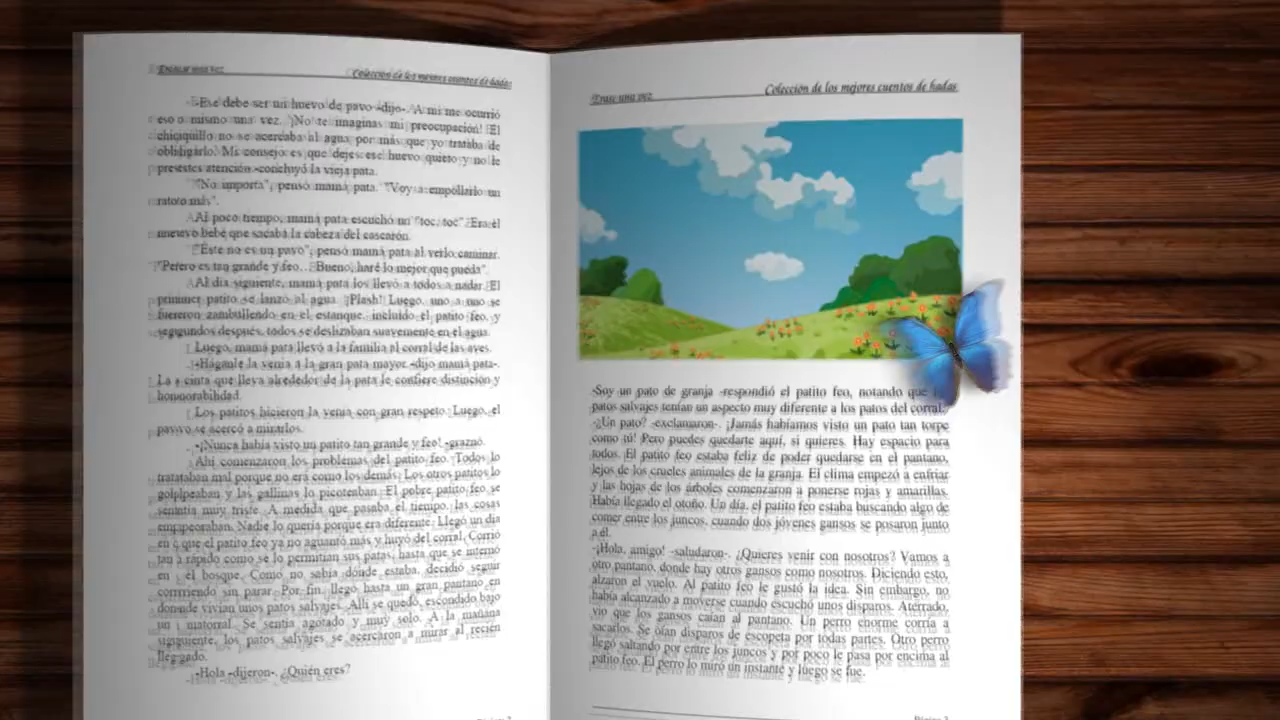 Érase una vez Colección de los mejores cuentos de hadas
-Ese debe ser un huevo de pavo -dijo-. A mi me ocurrió
eso mismo una vez. ¡No te imaginas mi preocupación! El
chiquillo no se acercaba al agua por más que yo trataba de
obligarlo. Mi consejo es que dejes ese huevo quieto y no le
prestes atención -concluyó la vieja pata.
"No importa", pensó mamá pata. "Voy a empollarlo un
rato más".
Al poco tiempo, mamá pata escuchó un "toc, toc" Era el
nuevo bebé que sacaba la cabeza del cascarón.
"Éste no es un pavo", pensó mamá pata al verlo caminar.
"Pero es tan grande y feo... Bueno, haré lo mejor que pueda".
Al día siguiente, mamá pata los llevó a todos a nadar. El
primer patito se lanzó al agua ¡Plash! Luego, uno a uno se
fueron zambullendo en el estanque, incluido el patito feo, y
segundos después, todos se deslizaban suavemente en el agua.
Luego, mamá pata llevó a la familia al corral de las aves.
-Háganle la venia a la gran pata mayor -dijo mamá pata-.
La cinta que lleva alrededor de la pata le confiere distinción y
honorabilidad.
Los patitos hicieron la venia con gran respeto. Luego, el
pavo se acercó a mirarlos.
-¡Nunca había visto un patito tan grande y feo! -graznó.
Ahí comenzaron los problemas del patito feo. Todos lo
trataban mal porque no era como los demás. Los otros patitos lo
golpeaban y las gallinas lo picoteaban. El pobre patito feo se
sentía muy triste. A medida que pasaba el tiempo, las cosas
empeoraban. Nadie lo quería porque era diferente. Llegó un día
en que el patito feo ya no aguantó más y huyó del corral. Corrió
tan rápido como se lo permitían sus patas, hasta que se internó
en el bosque. Como no sabía dónde estaba, decidió seguir
corriendo sin parar. Por fin, llegó hasta un gran pantano en
donde vivían unos patos salvajes. Allí se quedó, escondido bajo
un matorral. Se sentía agotado y muy solo. A la mañana
siguiente, los patos salvajes se acercaron a mirar al recién
llegado.
-Hola -dijeron-. ¿Quién eres?
Érase una vez Colección de los mejores cuentos de hadas
-Soy un pato de granja -respondió el patito feo, notando que
patos salvajes tenían un aspecto muy diferente a los patos del corral.
-¿Un pato? -exclamaron-. ¡Jamás habíamos visto un pato tan torpe
como tú! Pero puedes quedarte aquí, si quieres. Hay espacio para
todos. El patito feo estaba feliz de poder quedarse en el pantano,
lejos de los crueles animales de la granja. El clima empezó a enfriar
y las hojas de los árboles comenzaron a ponerse rojas y amarillas.
Había llegado el otoño. Un día, el patito feo estaba buscando algo de
comer entre los juncos, cuando dos jóvenes gansos se posaron junto
a él.
-¡Hola, amigo! -saludaron-. ¿Quieres venir con nosotros? Vamos a
otro pantano, donde hay otros gansos como nosotros. Diciendo esto,
alzaron el vuelo. Al patito feo le gustó la idea. Sin embargo, no
había alcanzado a moverse cuando escuchó unos disparos. Aterrado,
vio que los gansos caían al pantano. Un perro enorme corría a
sacarlos. Se oían disparos de escopeta por todas partes. Otro perro
llegó saltando por entre los juncos y por poco le pasa por encima al
patito feo. El perro lo miró un instante y luego se fue.